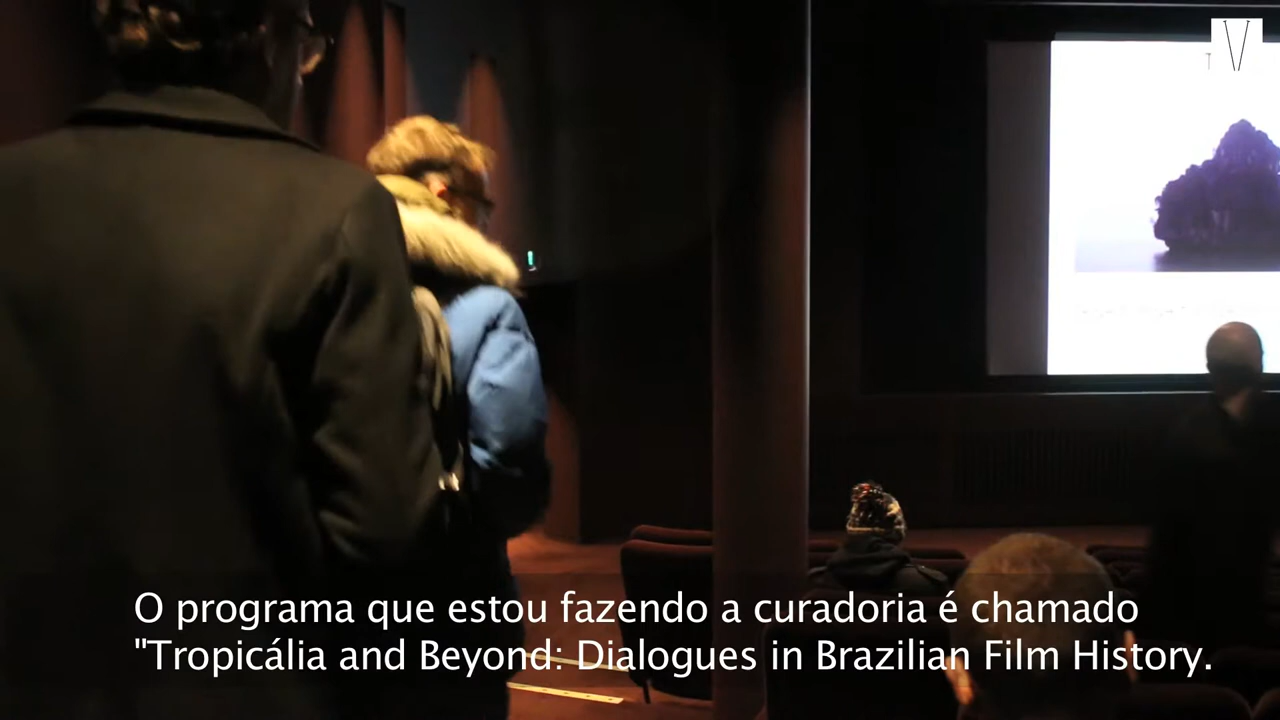 O programa que estou fazendo a curadoria é chamado
"Tropicália and Beyond: Dialogues in Brazilian Film History.